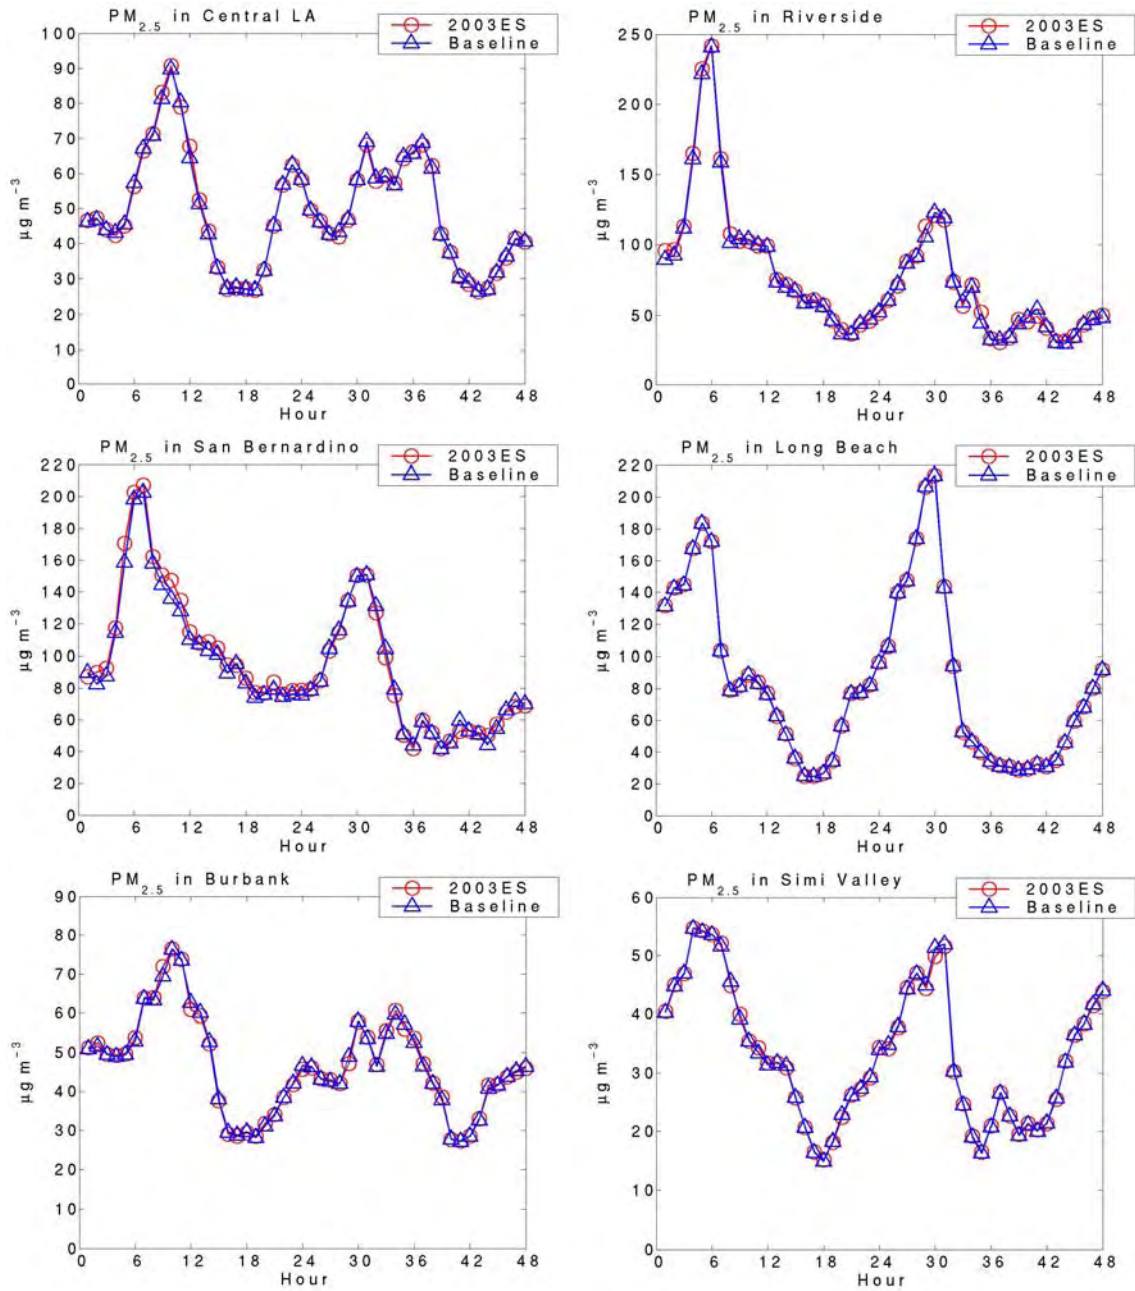 PM2.5 in Central LA
2003ES
Baseline
100
90
80
70
60
50
40
30
20
10
0
µg m−3
0 6 12 18 24 30 36 42 48
Hour
PM2.5 in Riverside
2003ES
Baseline
250
200
150
100
50
0
µg m−3
0 6 12 18 24 30 36 42 48
Hour
PM2.5 in San Bernardino
2003ES
Baseline
220
200
180
160
140
120
100
80
60
40
20
0
µg m−3
0 6 12 18 24 30 36 42 48
Hour
PM2.5 in Long Beach
2003ES
Baseline
220
200
180
160
140
120
100
80
60
40
20
0
µg m−3
0 6 12 18 24 30 36 42 48
Hour
PM2.5 in Burbank
2003ES
Baseline
90
80
70
60
50
40
30
20
10
0
µg m−3
0 6 12 18 24 30 36 42 48
Hour
PM2.5 in Simi Valley
2003ES
Baseline
60
50
40
30
20
10
0
µg m−3
0 6 12 18 24 30 36 42 48
Hour